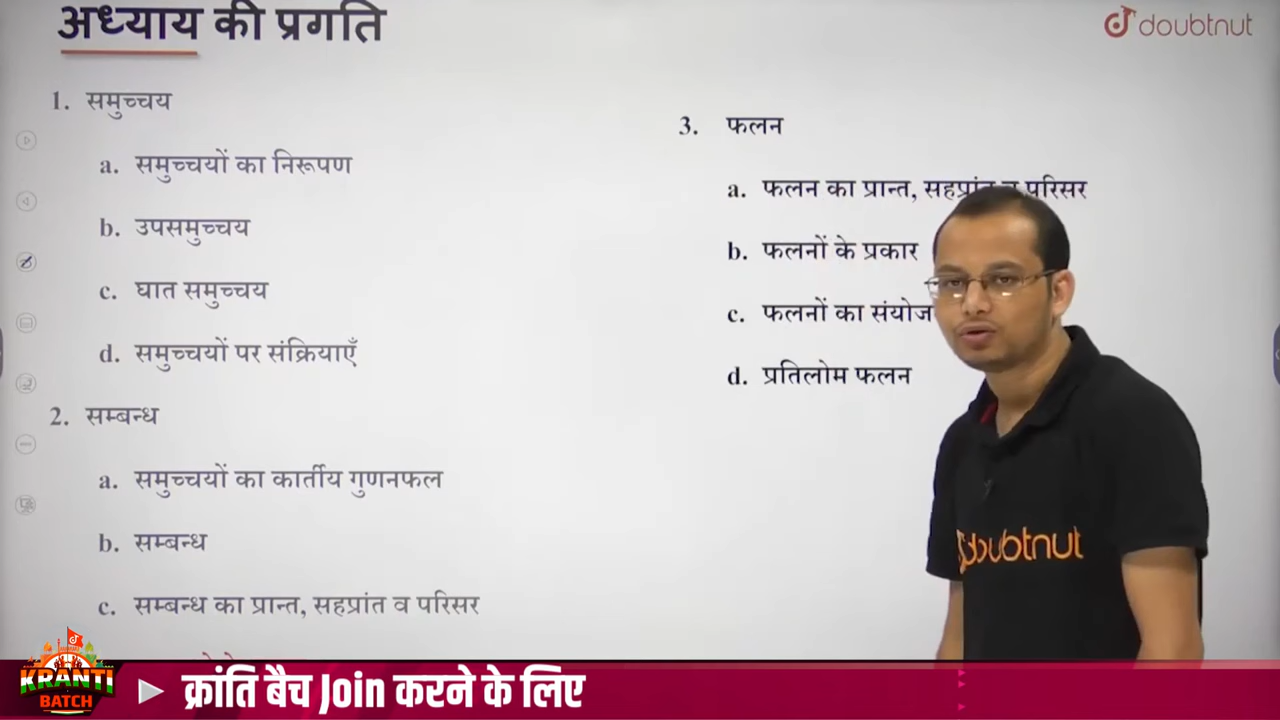 अध्याय की प्रगति
doubtnut
1. समुच्चय
a. समुच्चयों का निरूपण
b. उपसमुच्चय
c. घात समुच्चय
d. समुच्चयों पर संक्रियाएँ
2. सम्बन्ध
a. समुच्चयों का कार्तीय गुणनफल
b. सम्बन्ध
c. सम्बन्ध का प्रान्त, सहप्रांत व परिसर
3. फलन
a. फलन का प्रान्त, सहप्रांत व परिसर
b. फलनों के प्रकार
c. फलनों का
d. प्रतिलोम फलन
doubtnut
KRANTI
BATCH
क्रांति बैच Join करने के लिए